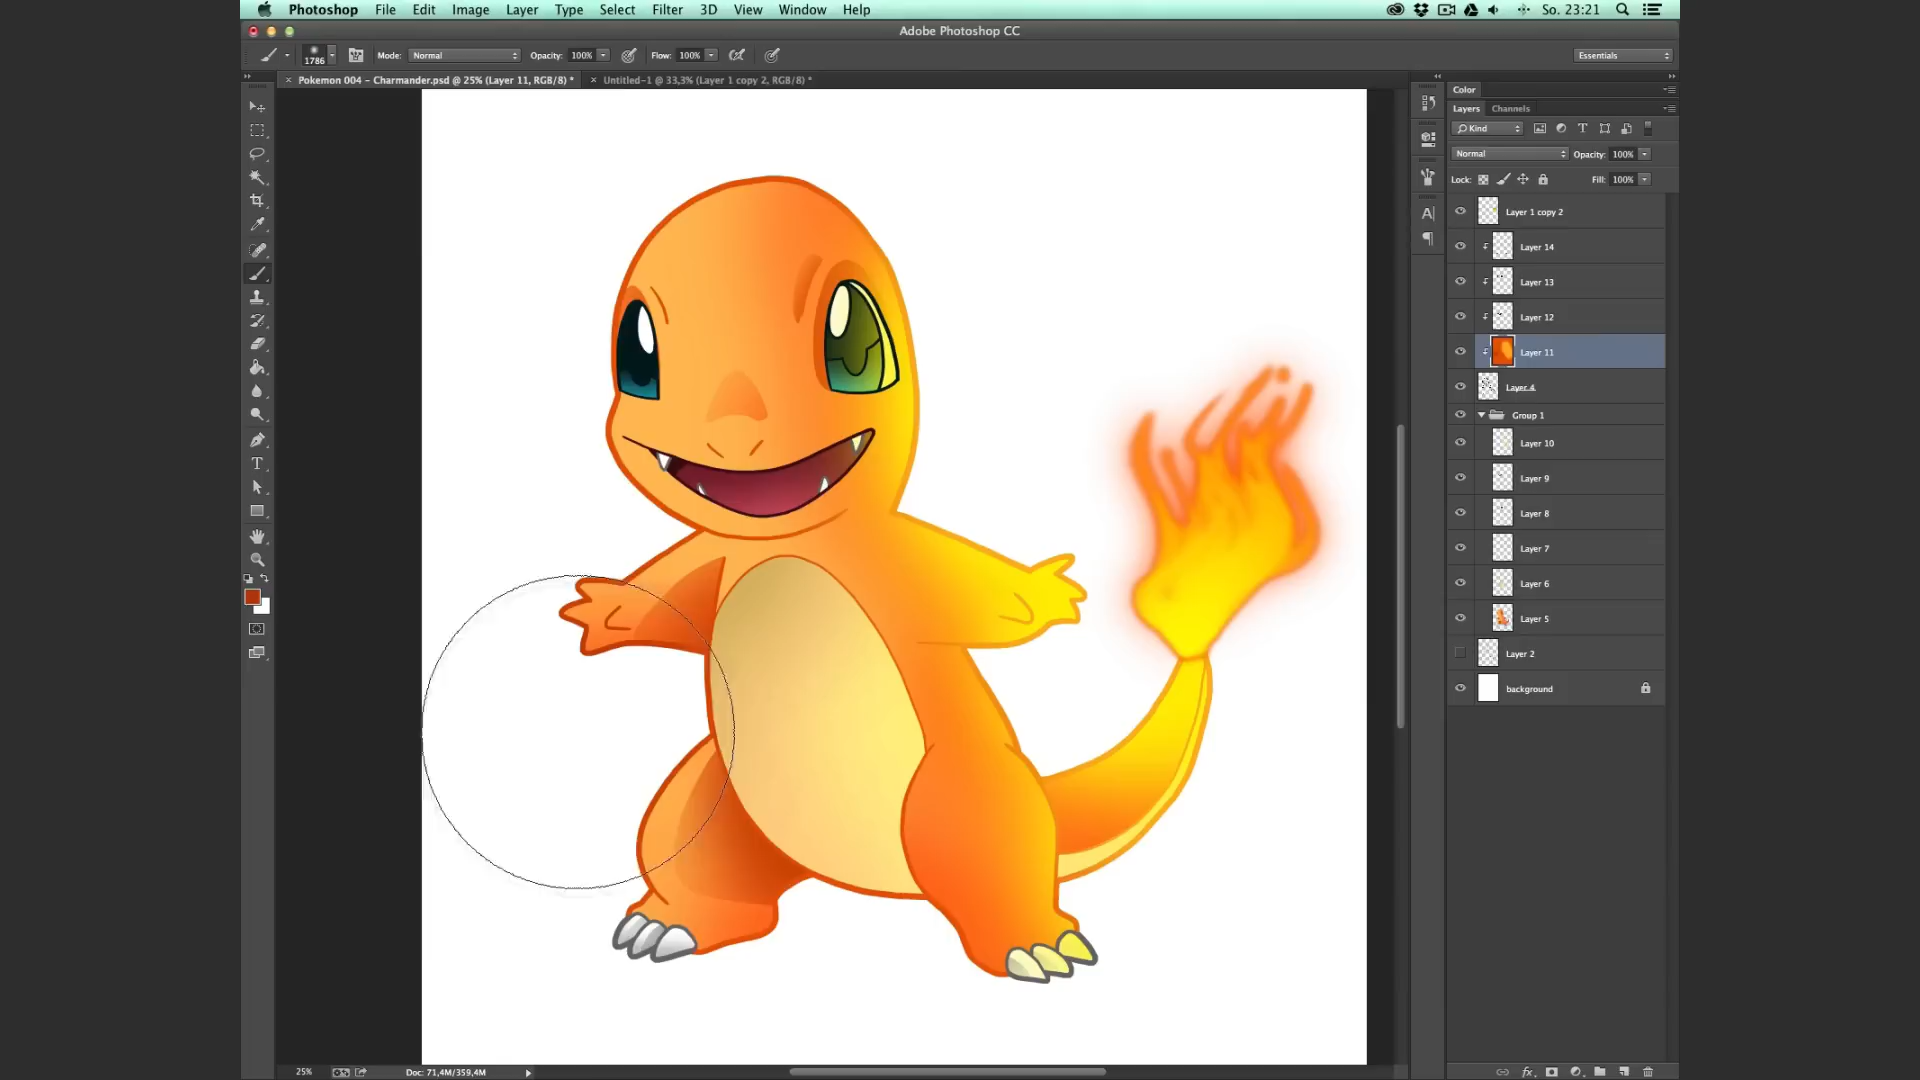 Photoshop File Edit Image Layer Type Select Filter 3D View Window Help So. 23:21
Adobe Photoshop CC
1786 Mode: Normal Opacity: 100% Flow: 100% Essentials
× Pokemon 004 – Charmander.psd @ 25% (Layer 11, RGB/8) * × Untitled-1 @ 33,3% (Layer 1 copy 2, RGB/8) *
Color
Layers Channels
Kind
Normal Opacity: 100%
Lock: Fill: 100%
Layer 1 copy 2
Layer 14
Layer 13
Layer 12
Layer 11
Layer 4
Group 1
Layer 10
Layer 9
Layer 8
Layer 7
Layer 6
Layer 5
Layer 2
background
25% Doc: 71,4M/359,4M